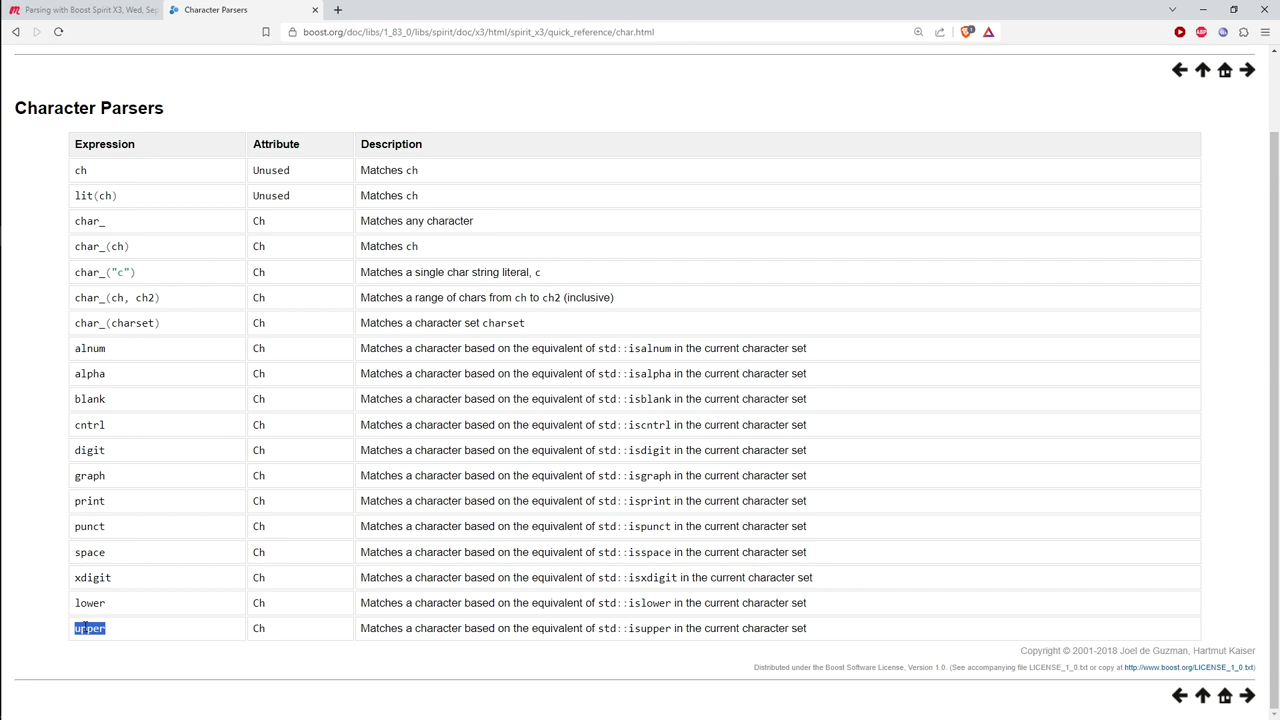 Parsing with Boost Spirit X3, Wed, Sep
Character Parsers
boost.org/doc/libs/1_83_0/libs/spirit/doc/x3/html/spirit_x3/quick_reference/char.html
Character Parsers
Expression Attribute Description
ch Unused Matches ch
lit(ch) Unused Matches ch
char_ Ch Matches any character
char_(ch) Ch Matches ch
char_("c") Ch Matches a single char string literal, c
char_(ch, ch2) Ch Matches a range of chars from ch to ch2 (inclusive)
char_(charset) Ch Matches a character set charset
alnum Ch Matches a character based on the equivalent of std::isalnum in the current character set
alpha Ch Matches a character based on the equivalent of std::isalpha in the current character set
blank Ch Matches a character based on the equivalent of std::isblank in the current character set
cntrl Ch Matches a character based on the equivalent of std::iscntrl in the current character set
digit Ch Matches a character based on the equivalent of std::isdigit in the current character set
graph Ch Matches a character based on the equivalent of std::isgraph in the current character set
print Ch Matches a character based on the equivalent of std::isprint in the current character set
punct Ch Matches a character based on the equivalent of std::ispunct in the current character set
space Ch Matches a character based on the equivalent of std::isspace in the current character set
xdigit Ch Matches a character based on the equivalent of std::isxdigit in the current character set
lower Ch Matches a character based on the equivalent of std::islower in the current character set
upper Ch Matches a character based on the equivalent of std::isupper in the current character set
Copyright © 2001-2018 Joel de Guzman, Hartmut Kaiser
Distributed under the Boost Software License, Version 1.0. (See accompanying file LICENSE_1_0.txt or copy at http://www.boost.org/LICENSE_1_0.txt)